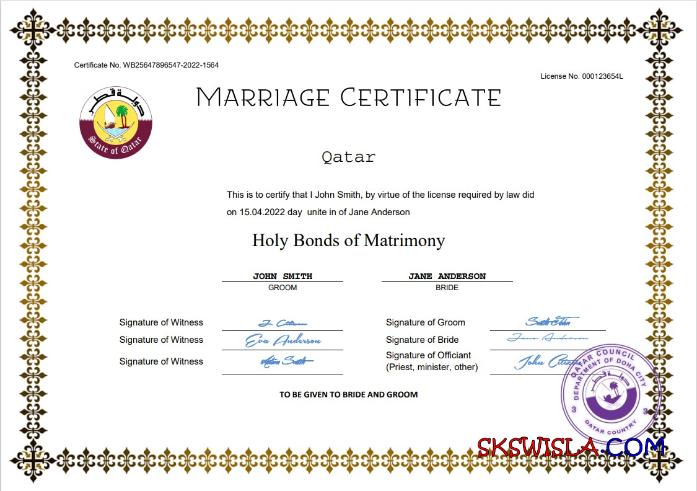 Certificate No. WB25647896547-2022-1564
License No. 000123654L
دولة قطر
State of Qatar
MARRIAGE CERTIFICATE
Qatar
This is to certify that I John Smith, by virtue of the license required by law did
on 15.04.2022 day unite in of Jane Anderson
Holy Bonds of Matrimony
JOHN SMITH
GROOM
JANE ANDERSON
BRIDE
Signature of Witness
Signature of Groom
Signature of Witness Eva Anderson
Signature of Bride Jane Anderson
Signature of Witness
Signature of Officiant
(Priest, minister, other) John
TO BE GIVEN TO BRIDE AND GROOM
QATAR COUNCIL
DEPARTMENT OF DOHA CITY
3 3
QATAR COUNTRY
SKSWISLA.COM